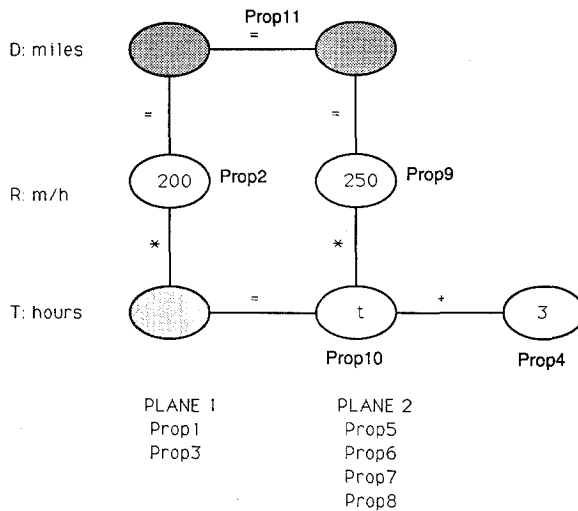 Prop11
D: miles =
= =
R: m/h 200 Prop2 250 Prop9
* *
T: hours = t + 3
Prop10 Prop4
PLANE 1 PLANE 2
Prop1 Prop5
Prop3 Prop6
Prop7
Prop8